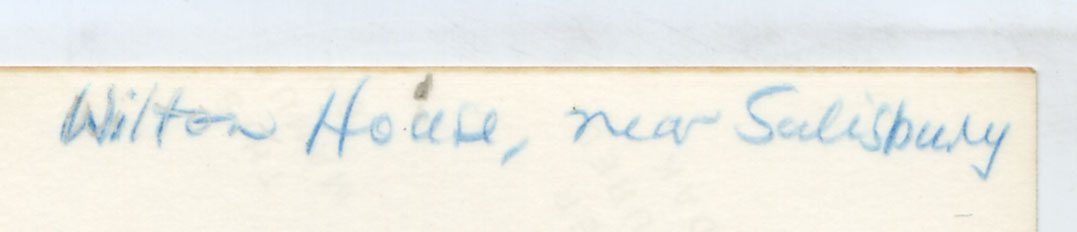 Wilton House, near Salisbury